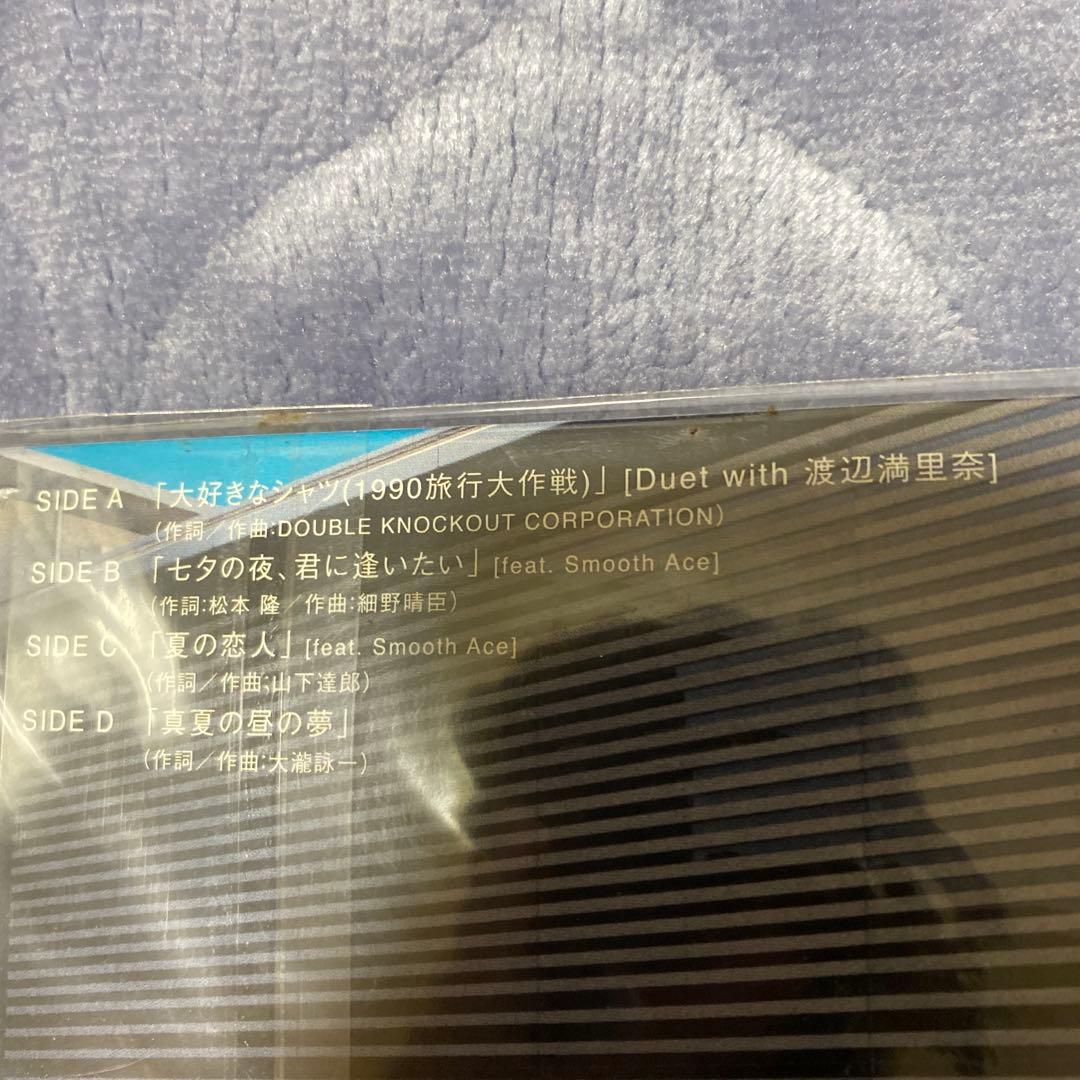 SIDE A 「大好きなシャツ(1990旅行大作戦)」 [Duet with 渡辺満里奈]
(作詞／作曲:DOUBLE KNOCKOUT CORPORATION)
SIDE B 「七夕の夜、君に逢いたい」 [feat. Smooth Ace]
(作詞:松本 隆／作曲:細野晴臣)
SIDE C 「夏の恋人」 [feat. Smooth Ace]
(作詞／作曲:山下達郎)
SIDE D 「真夏の昼の夢」
(作詞／作曲:大瀧詠一)